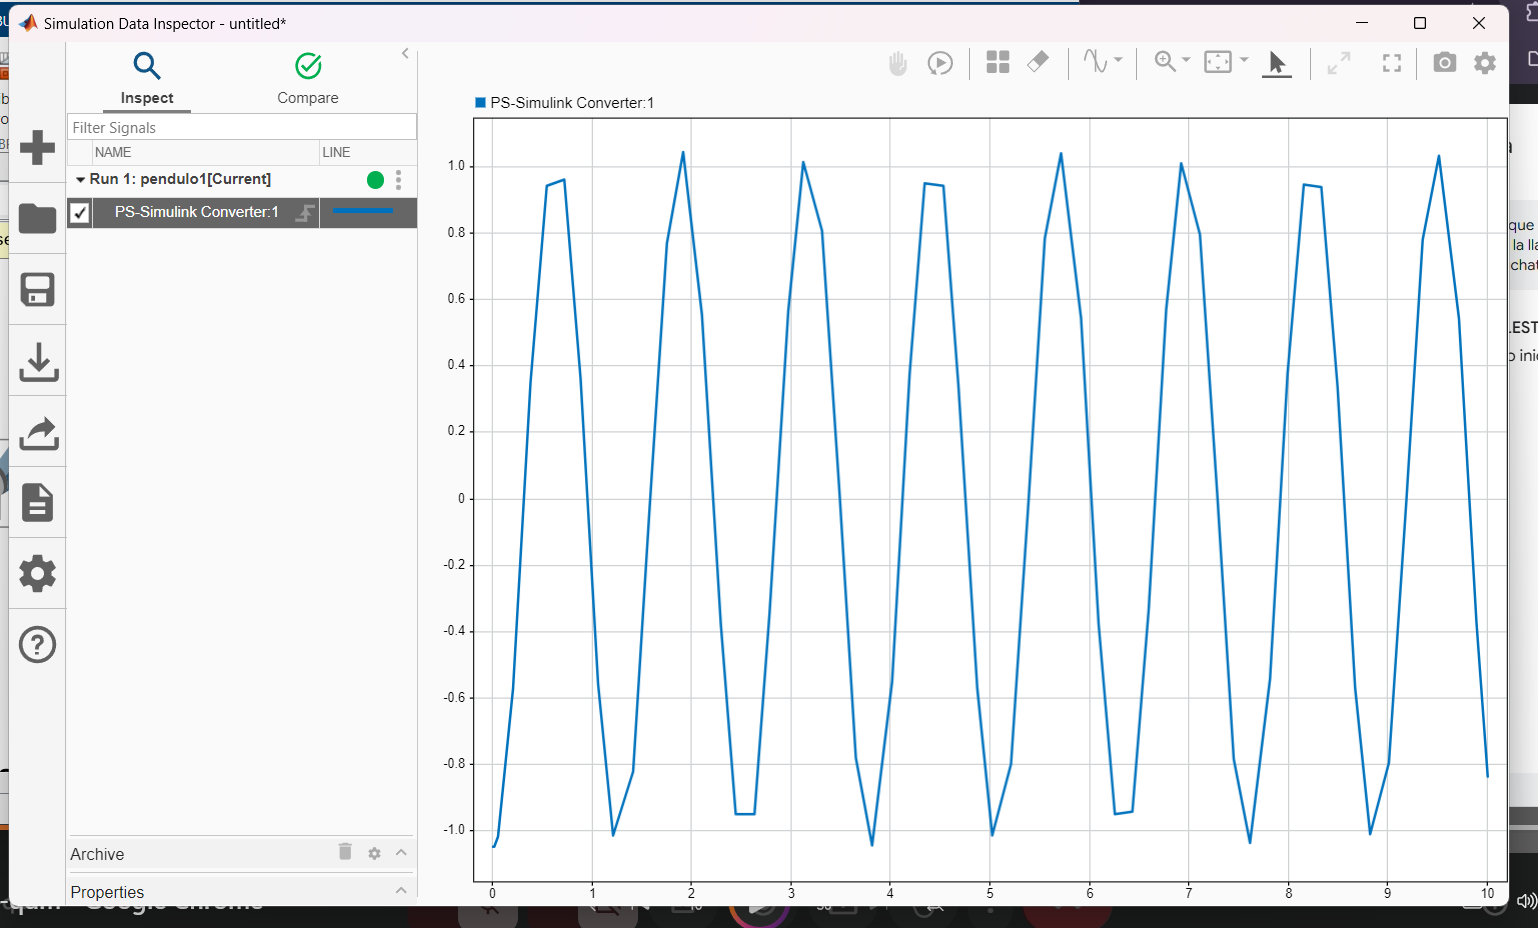 Simulation Data Inspector - untitled*
Inspect
Compare
Filter Signals
NAME
LINE
Run 1: pendulo1[Current]
PS-Simulink Converter:1
Archive
Properties
PS-Simulink Converter:1
1.0
0.8
0.6
0.4
0.2
0
-0.2
-0.4
-0.6
-0.8
-1.0
0 1 2 3 4 5 6 7 8 9 10
que
la lla
chat